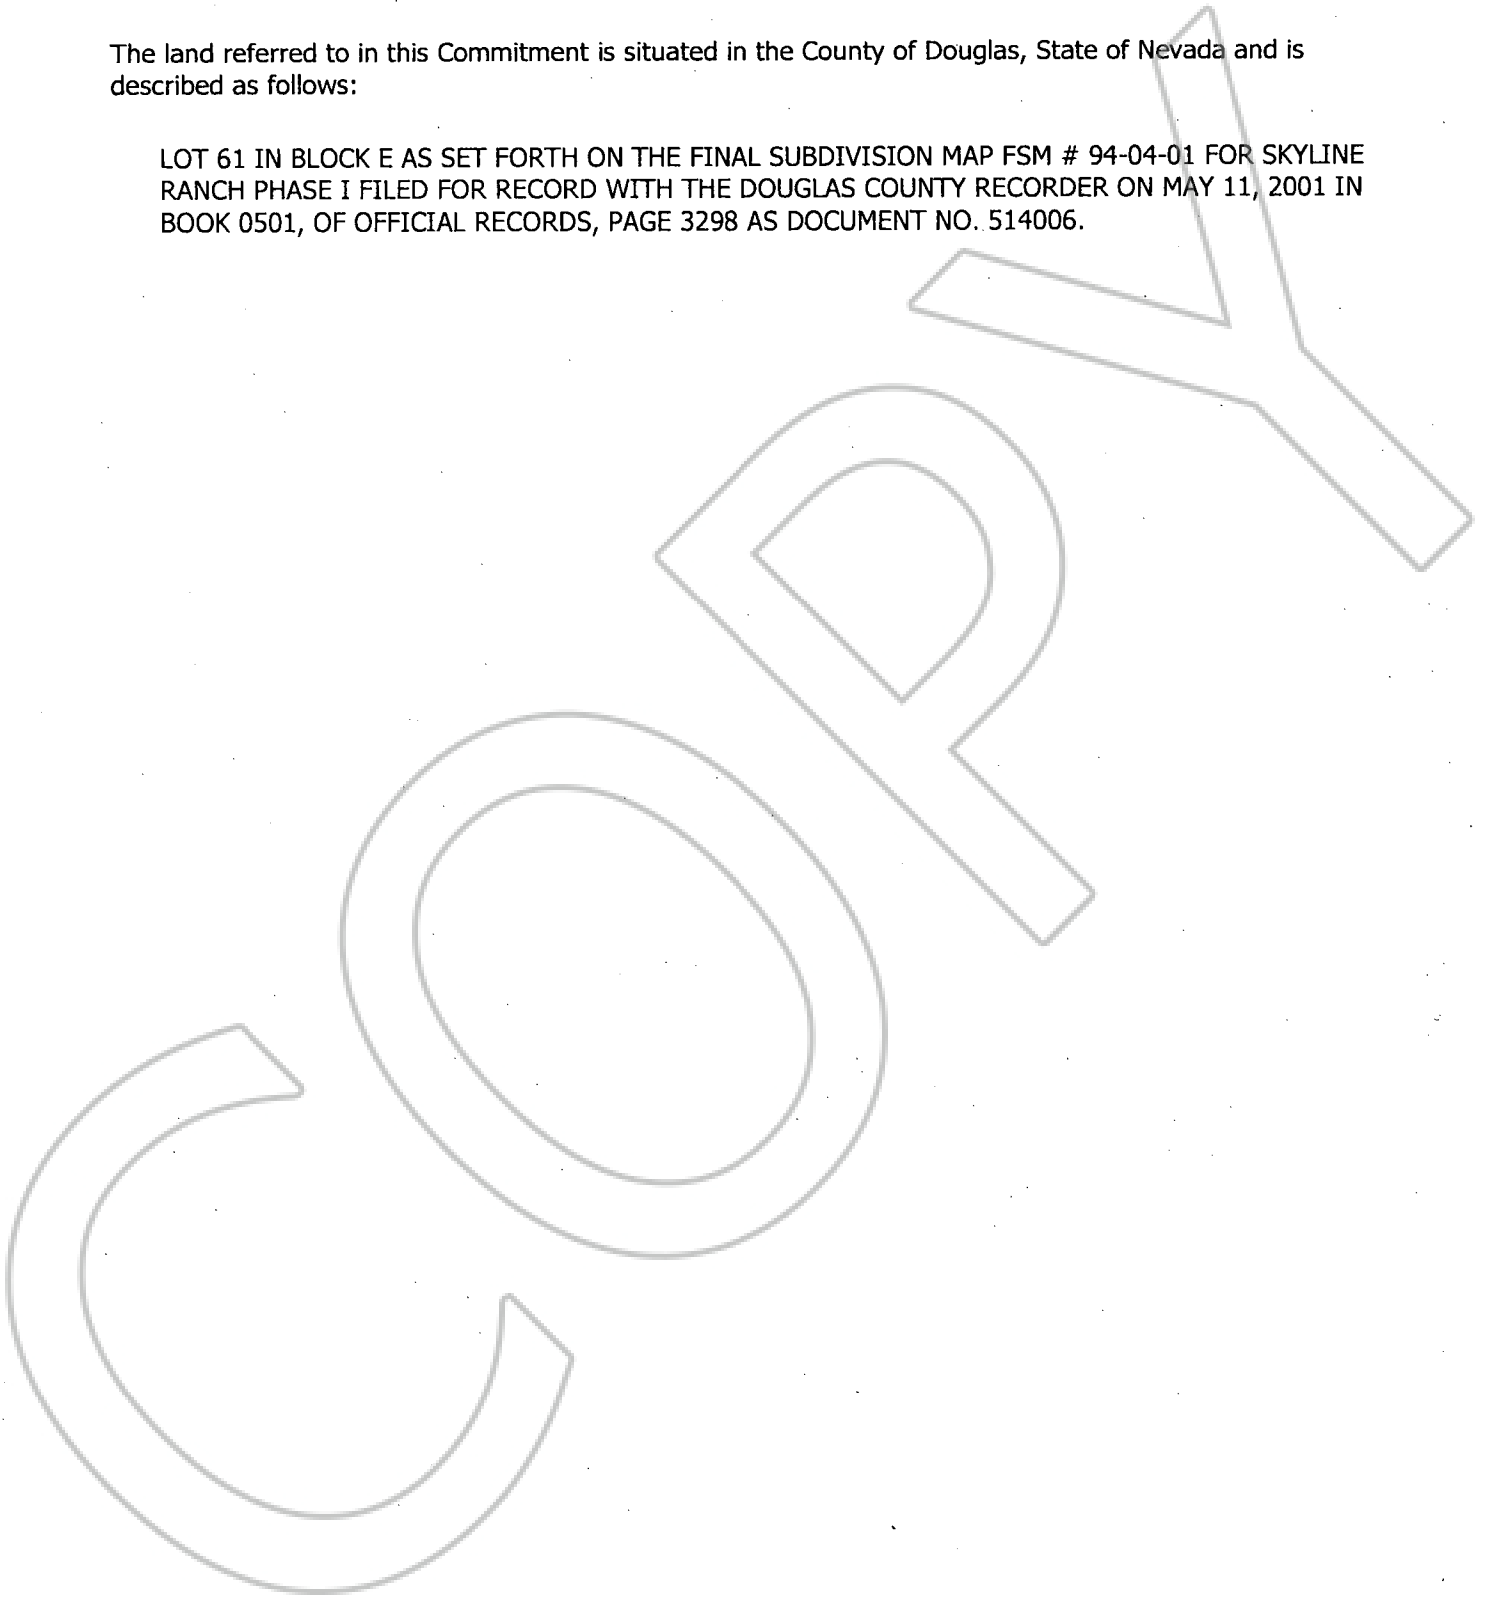 The land referred to in this Commitment is situated in the County of Douglas, State of Nevada and is
described as follows:
LOT 61 IN BLOCK E AS SET FORTH ON THE FINAL SUBDIVISION MAP FSM # 94-04-01 FOR SKYLINE
RANCH PHASE I FILED FOR RECORD WITH THE DOUGLAS COUNTY RECORDER ON MAY 11, 2001 IN
BOOK 0501, OF OFFICIAL RECORDS, PAGE 3298 AS DOCUMENT NO. 514006.
COPY